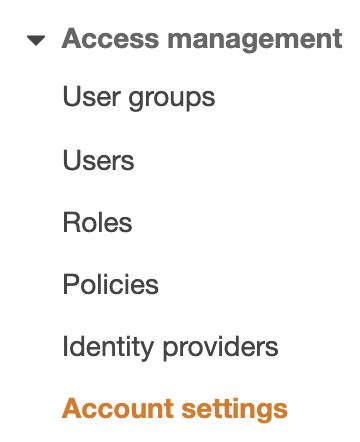 Access management
User groups
Users
Roles
Policies
Identity providers
Account settings